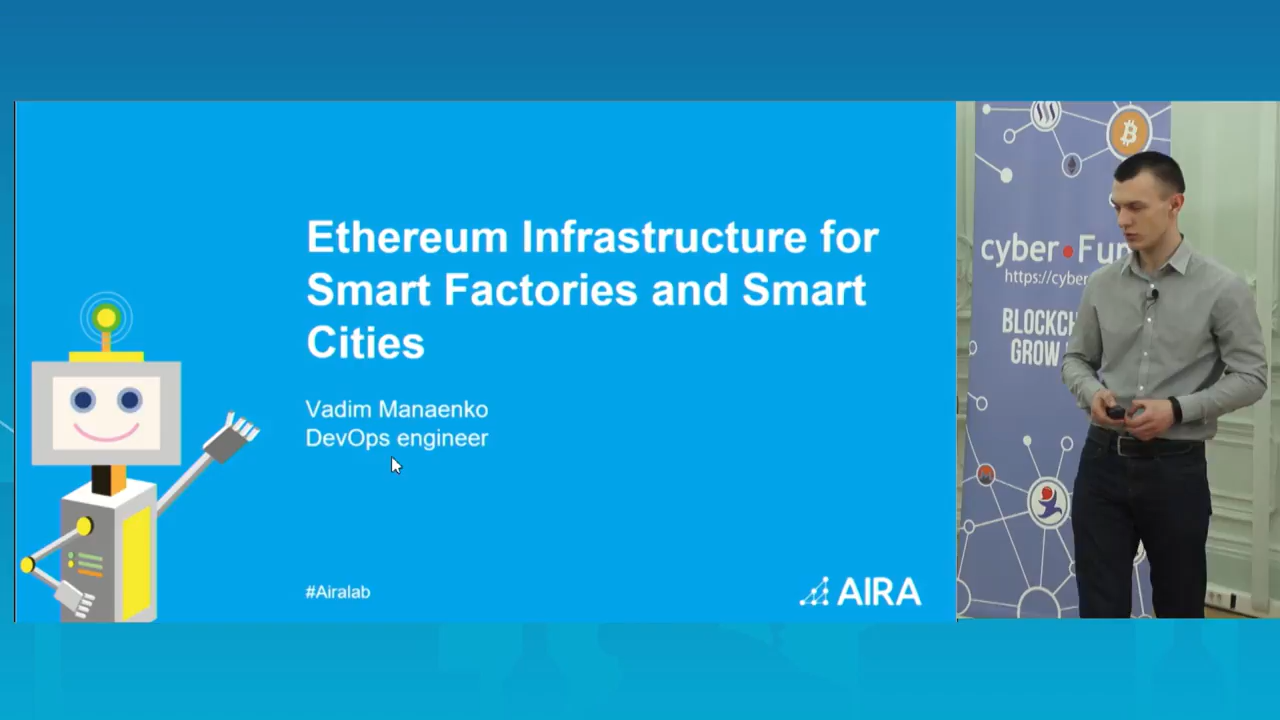 Ethereum Infrastructure for
Smart Factories and Smart
Cities
Vadim Manaenko
DevOps engineer
#Airalab
AIRA
cyber•Fu
https://cyber
BLOCKCH
GROW